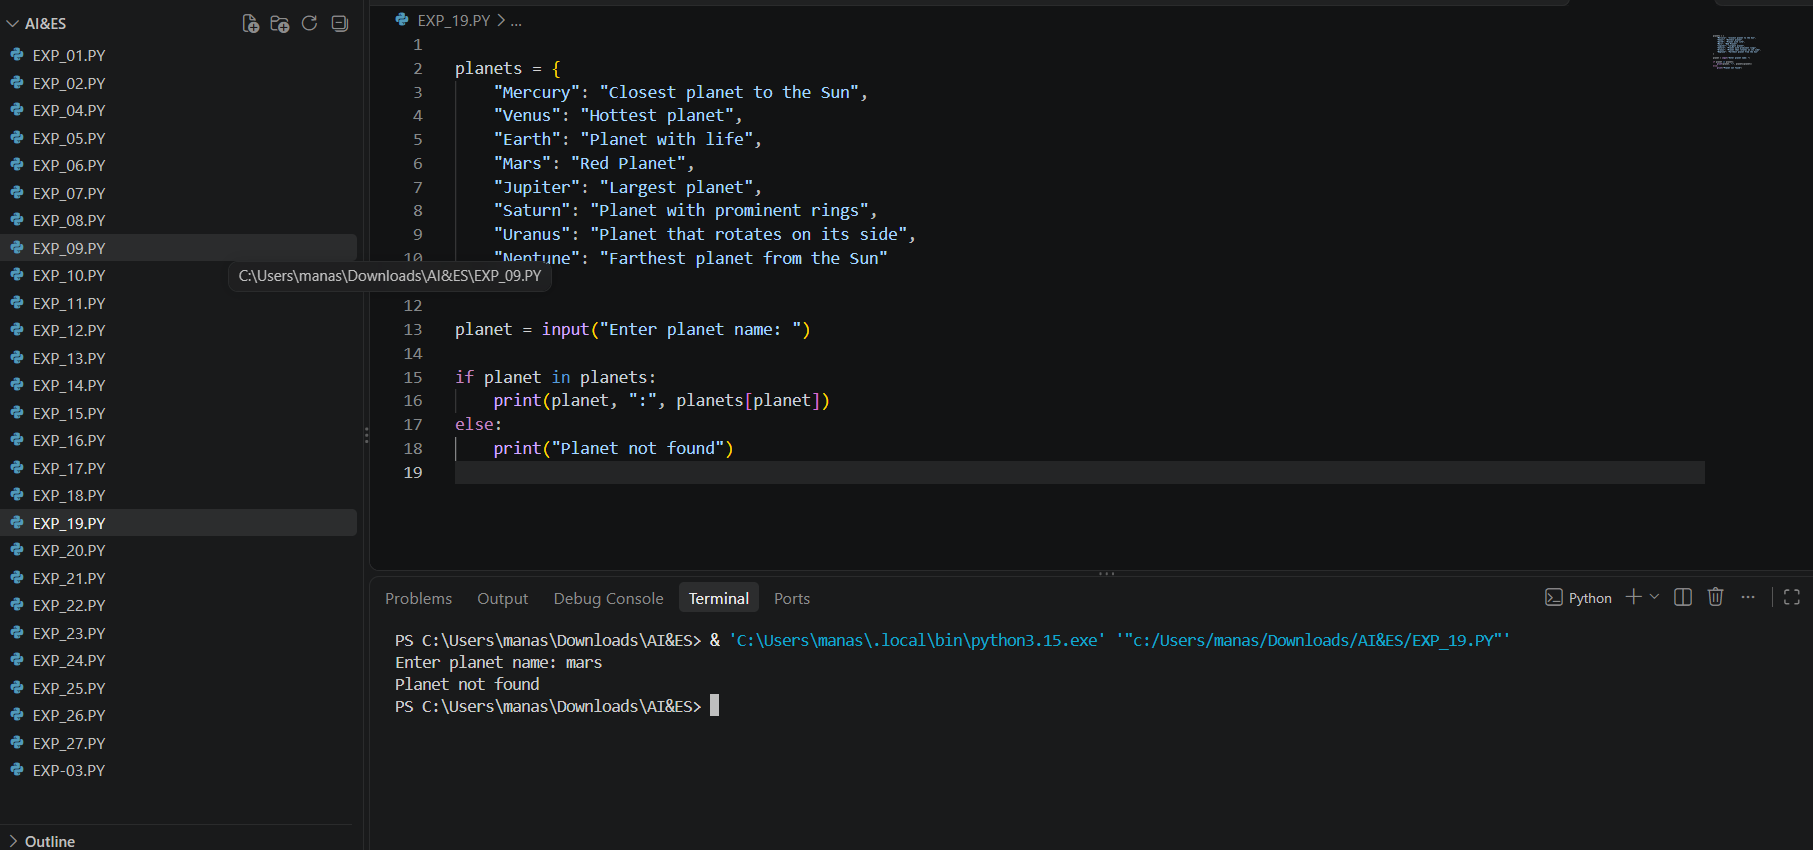 AI&ES
EXP_01.PY
EXP_02.PY
EXP_04.PY
EXP_05.PY
EXP_06.PY
EXP_07.PY
EXP_08.PY
EXP_09.PY
EXP_10.PY
EXP_11.PY
EXP_12.PY
EXP_13.PY
EXP_14.PY
EXP_15.PY
EXP_16.PY
EXP_17.PY
EXP_18.PY
EXP_19.PY
EXP_20.PY
EXP_21.PY
EXP_22.PY
EXP_23.PY
EXP_24.PY
EXP_25.PY
EXP_26.PY
EXP_27.PY
EXP-03.PY
Outline
C:\Users\manas\Downloads\AI&ES\EXP_09.PY
EXP_19.PY > ...
1
2 planets = {
3     "Mercury": "Closest planet to the Sun",
4     "Venus": "Hottest planet",
5     "Earth": "Planet with life",
6     "Mars": "Red Planet",
7     "Jupiter": "Largest planet",
8     "Saturn": "Planet with prominent rings",
9     "Uranus": "Planet that rotates on its side",
10     "Neptune": "Farthest planet from the Sun"
12
13 planet = input("Enter planet name: ")
14
15 if planet in planets:
16     print(planet, ":", planets[planet])
17 else:
18     print("Planet not found")
19
Problems Output Debug Console Terminal Ports
Python
PS C:\Users\manas\Downloads\AI&ES> & 'C:\Users\manas\.local\bin\python3.15.exe' '"c:/Users/manas/Downloads/AI&ES/EXP_19.PY"'
Enter planet name: mars
Planet not found
PS C:\Users\manas\Downloads\AI&ES>